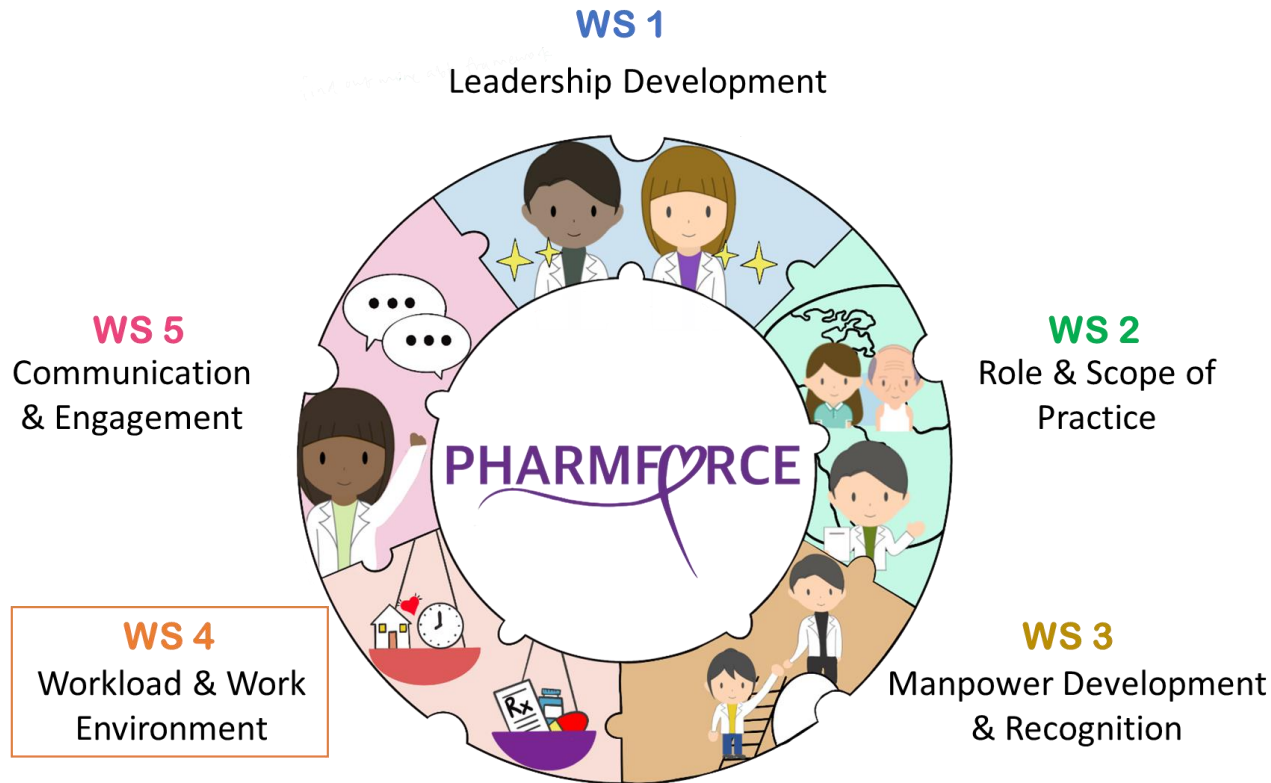 WS 1
Leadership Development
WS 2
Role & Scope of
Practice
WS 3
Manpower Development
& Recognition
WS 4
Workload & Work
Environment
WS 5
Communication
& Engagement
PHARMFORCE
Rx